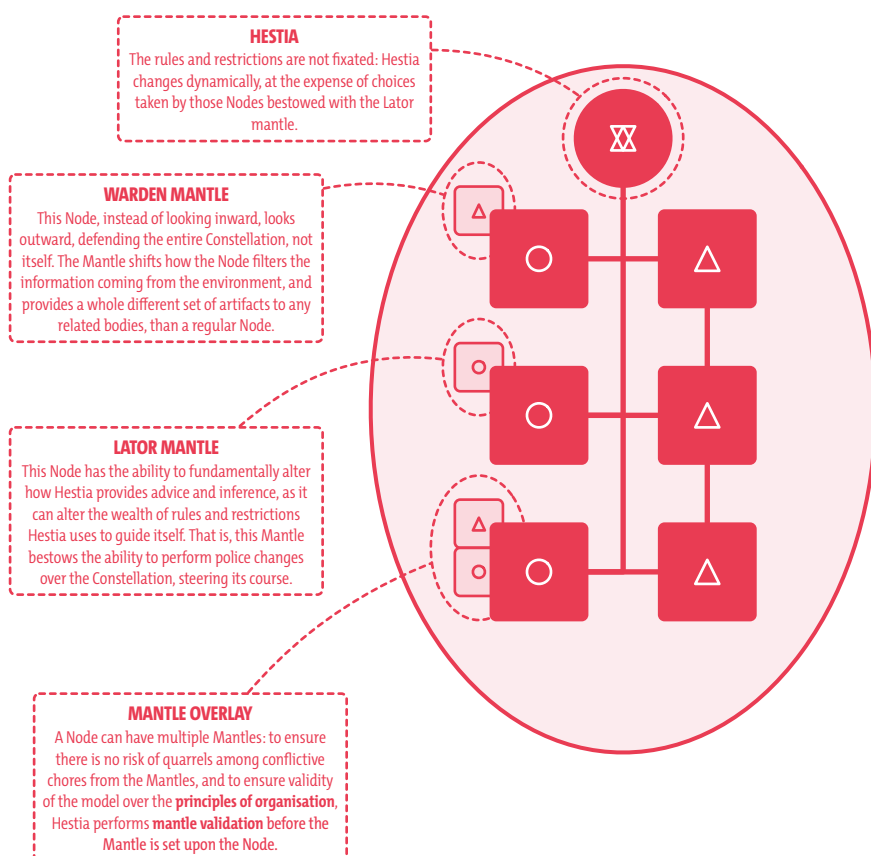 HESTIA
The rules and restrictions are not fixated: Hestia
changes dynamically, at the expense of choices
taken by those Nodes bestowed with the Lator
mantle.
WARDEN MANTLE
This Node, instead of looking inward, looks
outward, defending the entire Constellation, not
itself. The Mantle shifts how the Node filters the
information coming from the environment, and
provides a whole different set of artifacts to any
related bodies, than a regular Node.
LATOR MANTLE
This Node has the ability to fundamentally alter
how Hestia provides advice and inference, as it
can alter the wealth of rules and restrictions
Hestia uses to guide itself. That is, this Mantle
bestows the ability to perform police changes
over the Constellation, steering its course.
MANTLE OVERLAY
A Node can have multiple Mantles: to ensure
there is no risk of quarrels among conflictive
chores from the Mantles, and to ensure validity
of the model over the principles of organisation,
Hestia performs mantle validation before the
Mantle is set upon the Node.